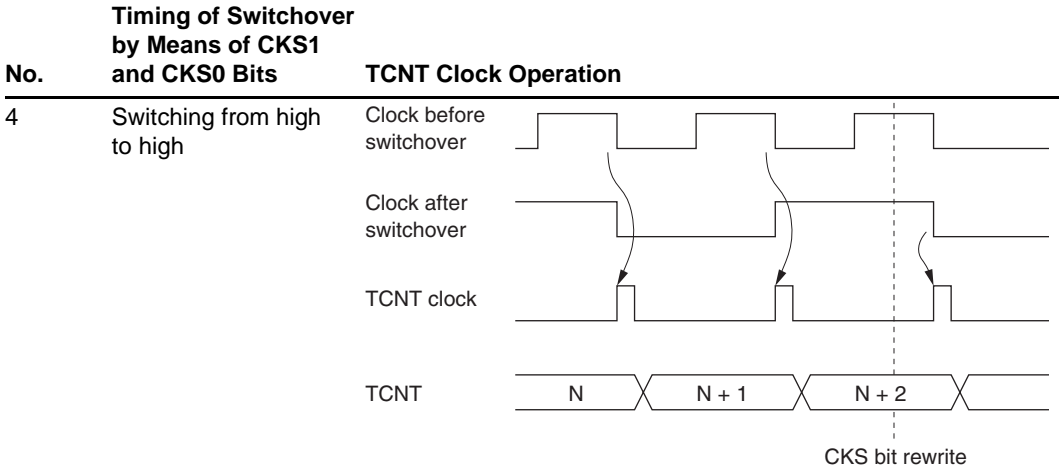 No.
Timing of Switchover
by Means of CKS1
and CKS0 Bits
TCNT Clock Operation
4
Switching from high
to high
Clock before
switchover
Clock after
switchover
TCNT clock
TCNT
N
N + 1
N + 2
CKS bit rewrite